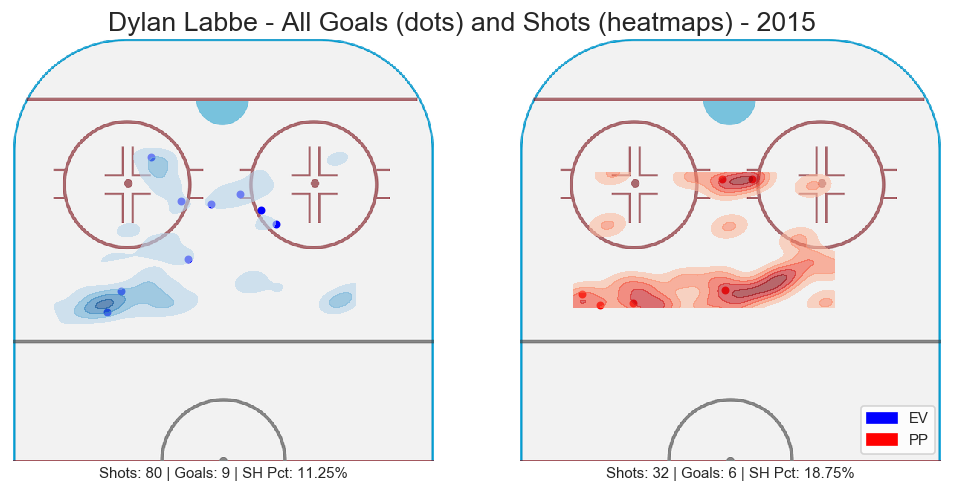 Dylan Labbe - All Goals (dots) and Shots (heatmaps) - 2015
EV
PP
Shots: 80 | Goals: 9 | SH Pct: 11.25%
Shots: 32 | Goals: 6 | SH Pct: 18.75%